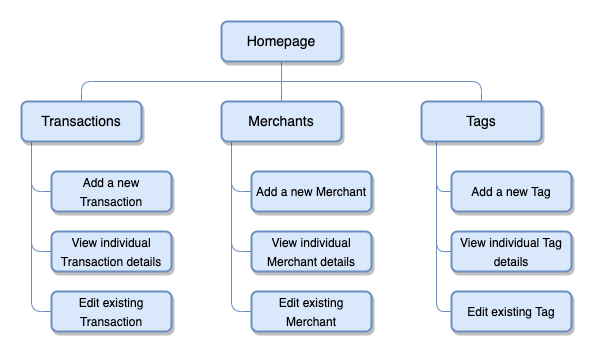 Homepage
Transactions
Merchants
Tags
Add a new
Transaction
Add a new Merchant
Add a new Tag
View individual
Transaction details
View individual
Merchant details
View individual Tag
details
Edit existing
Transaction
Edit existing
Merchant
Edit existing Tag